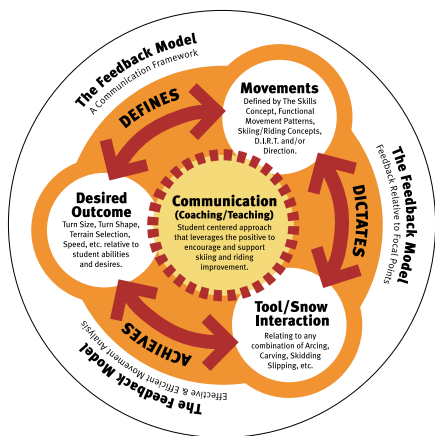 The Feedback Model
A Communication Framework
DEFINES
Movements
Defined by The Skills
Concept, Functional
Movement Patterns,
Skiing/Riding Concepts,
D.I.R.T. and/or
Direction.
The Feedback Model
Feedback Relative to Focal Points
DICTATES
Desired
Outcome
Turn Size, Turn Shape,
Terrain Selection,
Speed, etc. relative to
student abilities
and desires.
Communication
(Coaching/Teaching)
Student centered approach
that leverages the positive to
encourage and support
skiing and riding
improvement.
Tool/Snow
Interaction
Relating to any
combination of Arcing,
Carving, Skidding
Slipping, etc.
ACHIEVES
The Feedback Model
Effective & Efficient Movement Analysis